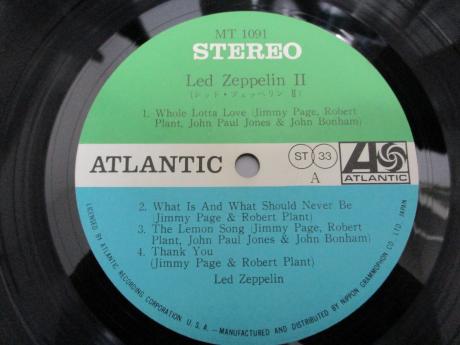 MT 1091
STEREO
Led Zeppelin II
(レッド・ツェッペリン II)
1. Whole Lotta Love (Jimmy Page, Robert
Plant, John Paul Jones & John Bonham)
ATLANTIC
ST 33
A
ATLANTIC
2. What Is And What Should Never Be
(Jimmy Page & Robert Plant)
3. The Lemon Song (Jimmy Page, Robert
Plant, John Paul Jones & John Bonham)
4. Thank You
(Jimmy Page & Robert Plant)
Led Zeppelin
LICENSED BY ATLANTIC RECORDING CORPORATION U.S.A.-MANUFACTURED AND DISTRIBUTED BY NIPPON GRAMMOPHON CO. LTD. JAPAN